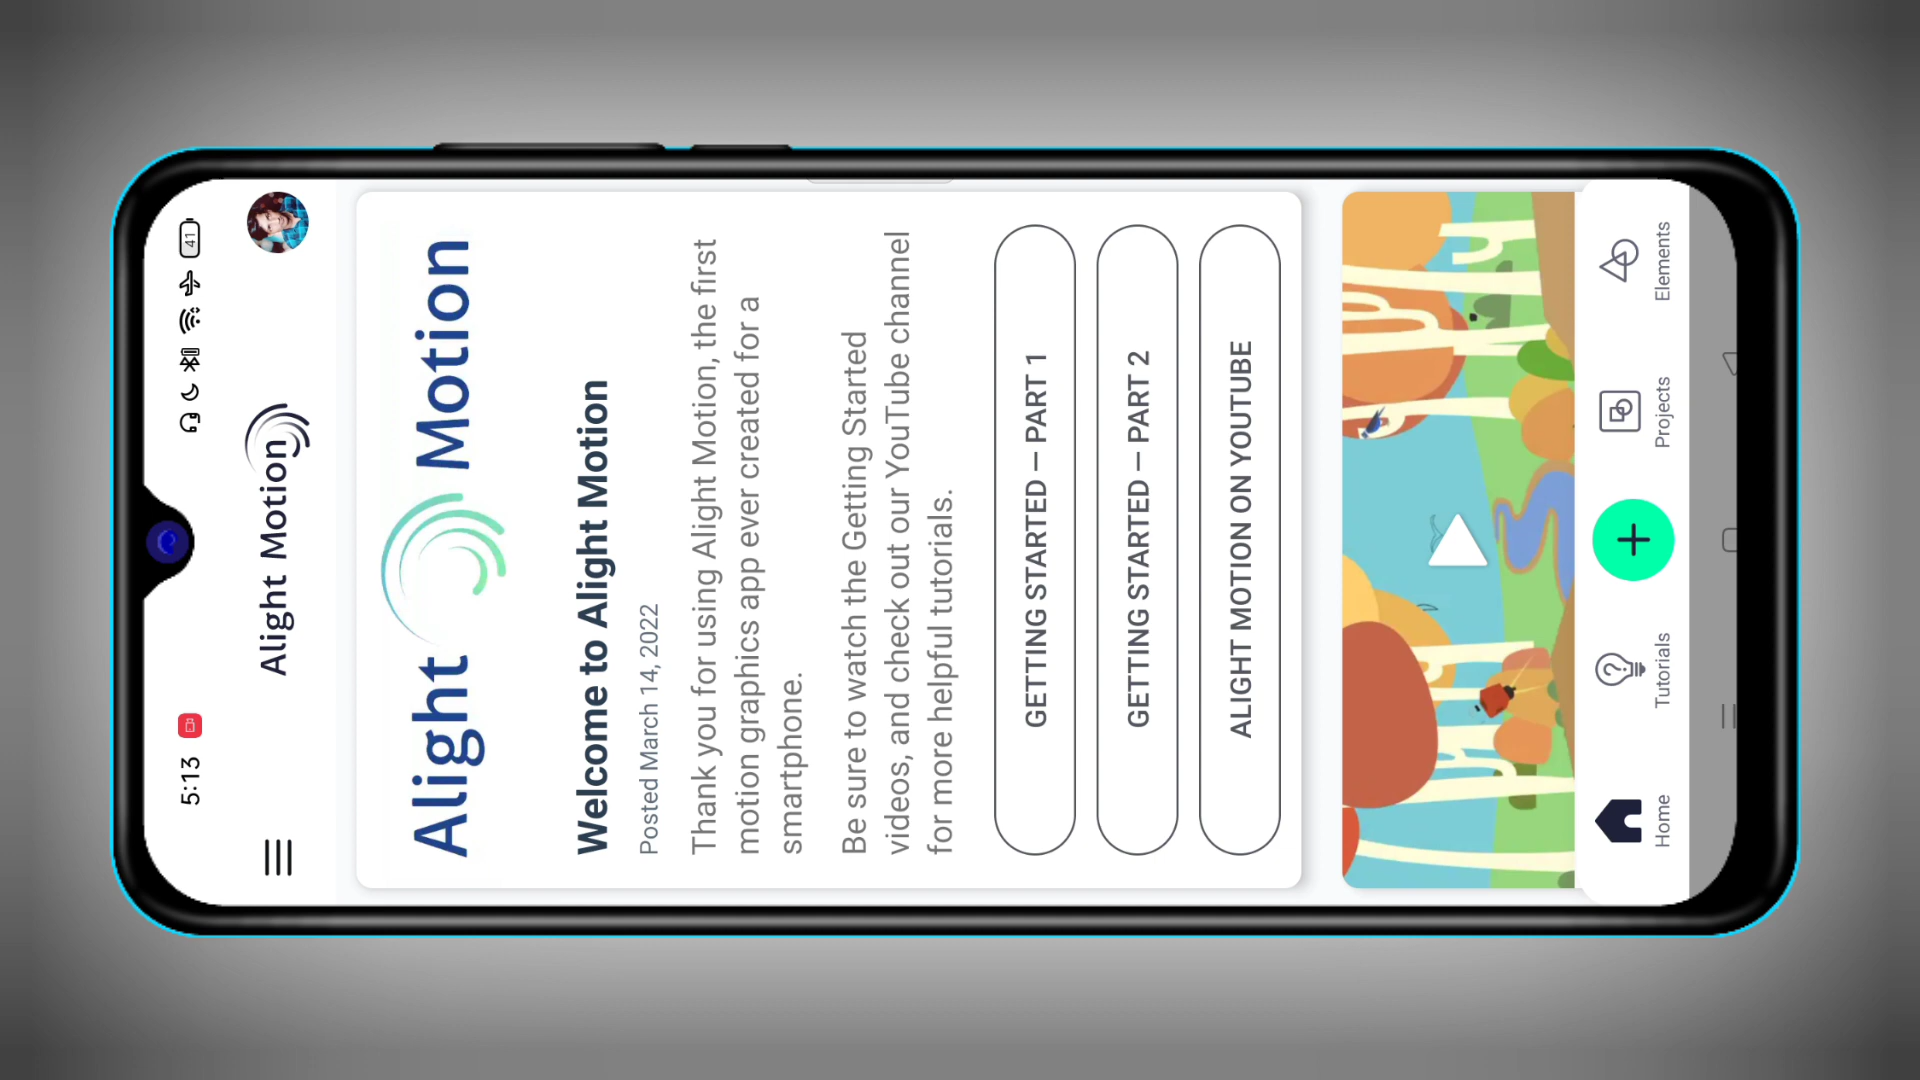 5:13
41
Alight Motion
Alight Motion
Welcome to Alight Motion
Posted March 14, 2022
Thank you for using Alight Motion, the first
motion graphics app ever created for a
smartphone.
Be sure to watch the Getting Started
videos, and check out our YouTube channel
for more helpful tutorials.
GETTING STARTED – PART 1
GETTING STARTED – PART 2
ALIGHT MOTION ON YOUTUBE
Home
Tutorials
Projects
Elements